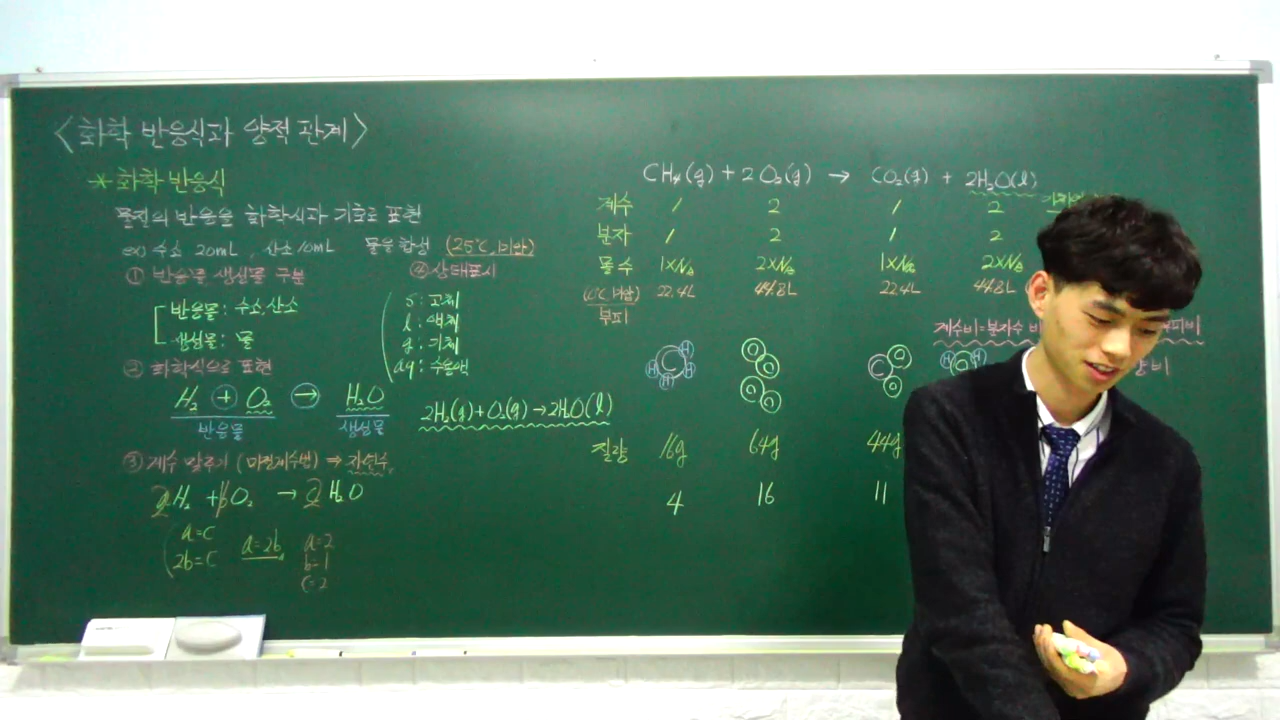 <화학 반응식과 양적 관계>
* 화학 반응식
물질의 반응을 화학식과 기호로 표현
ex) 수소 20mL, 산소 10mL 물을 합성 (25℃, 1기압)
① 반응물 생성물 구분
반응물: 수소, 산소
생성물: 물
② 화학식으로 표현
H₂ + O₂ → H₂O
반응물 생성물
③ 계수 맞추기 (미정계수법) ⇒ 자연수
aH₂ + bO₂ → cH₂O
a=c
2b=c
a=2b
a=2
b=1
c=2
④ 상태표시
s: 고체
l: 액체
g: 기체
aq: 수용액
2H₂(g)+O₂(g)→2H₂O(l)
CH₄(g)+2O₂(g) → CO₂(g) + 2H₂O(l)
계수 1 2 1 2
분자 1 2 1 2
몰수 1×Nₐ 2×Nₐ 1×Nₐ 2×Nₐ
(0℃, 1기압) 부피 22.4L 44.8L 22.4L 44.8L
계수비=분자수 비
H C H H H
O O O O
C O O
H O H
질량 16g 64g 44g
4 16 11